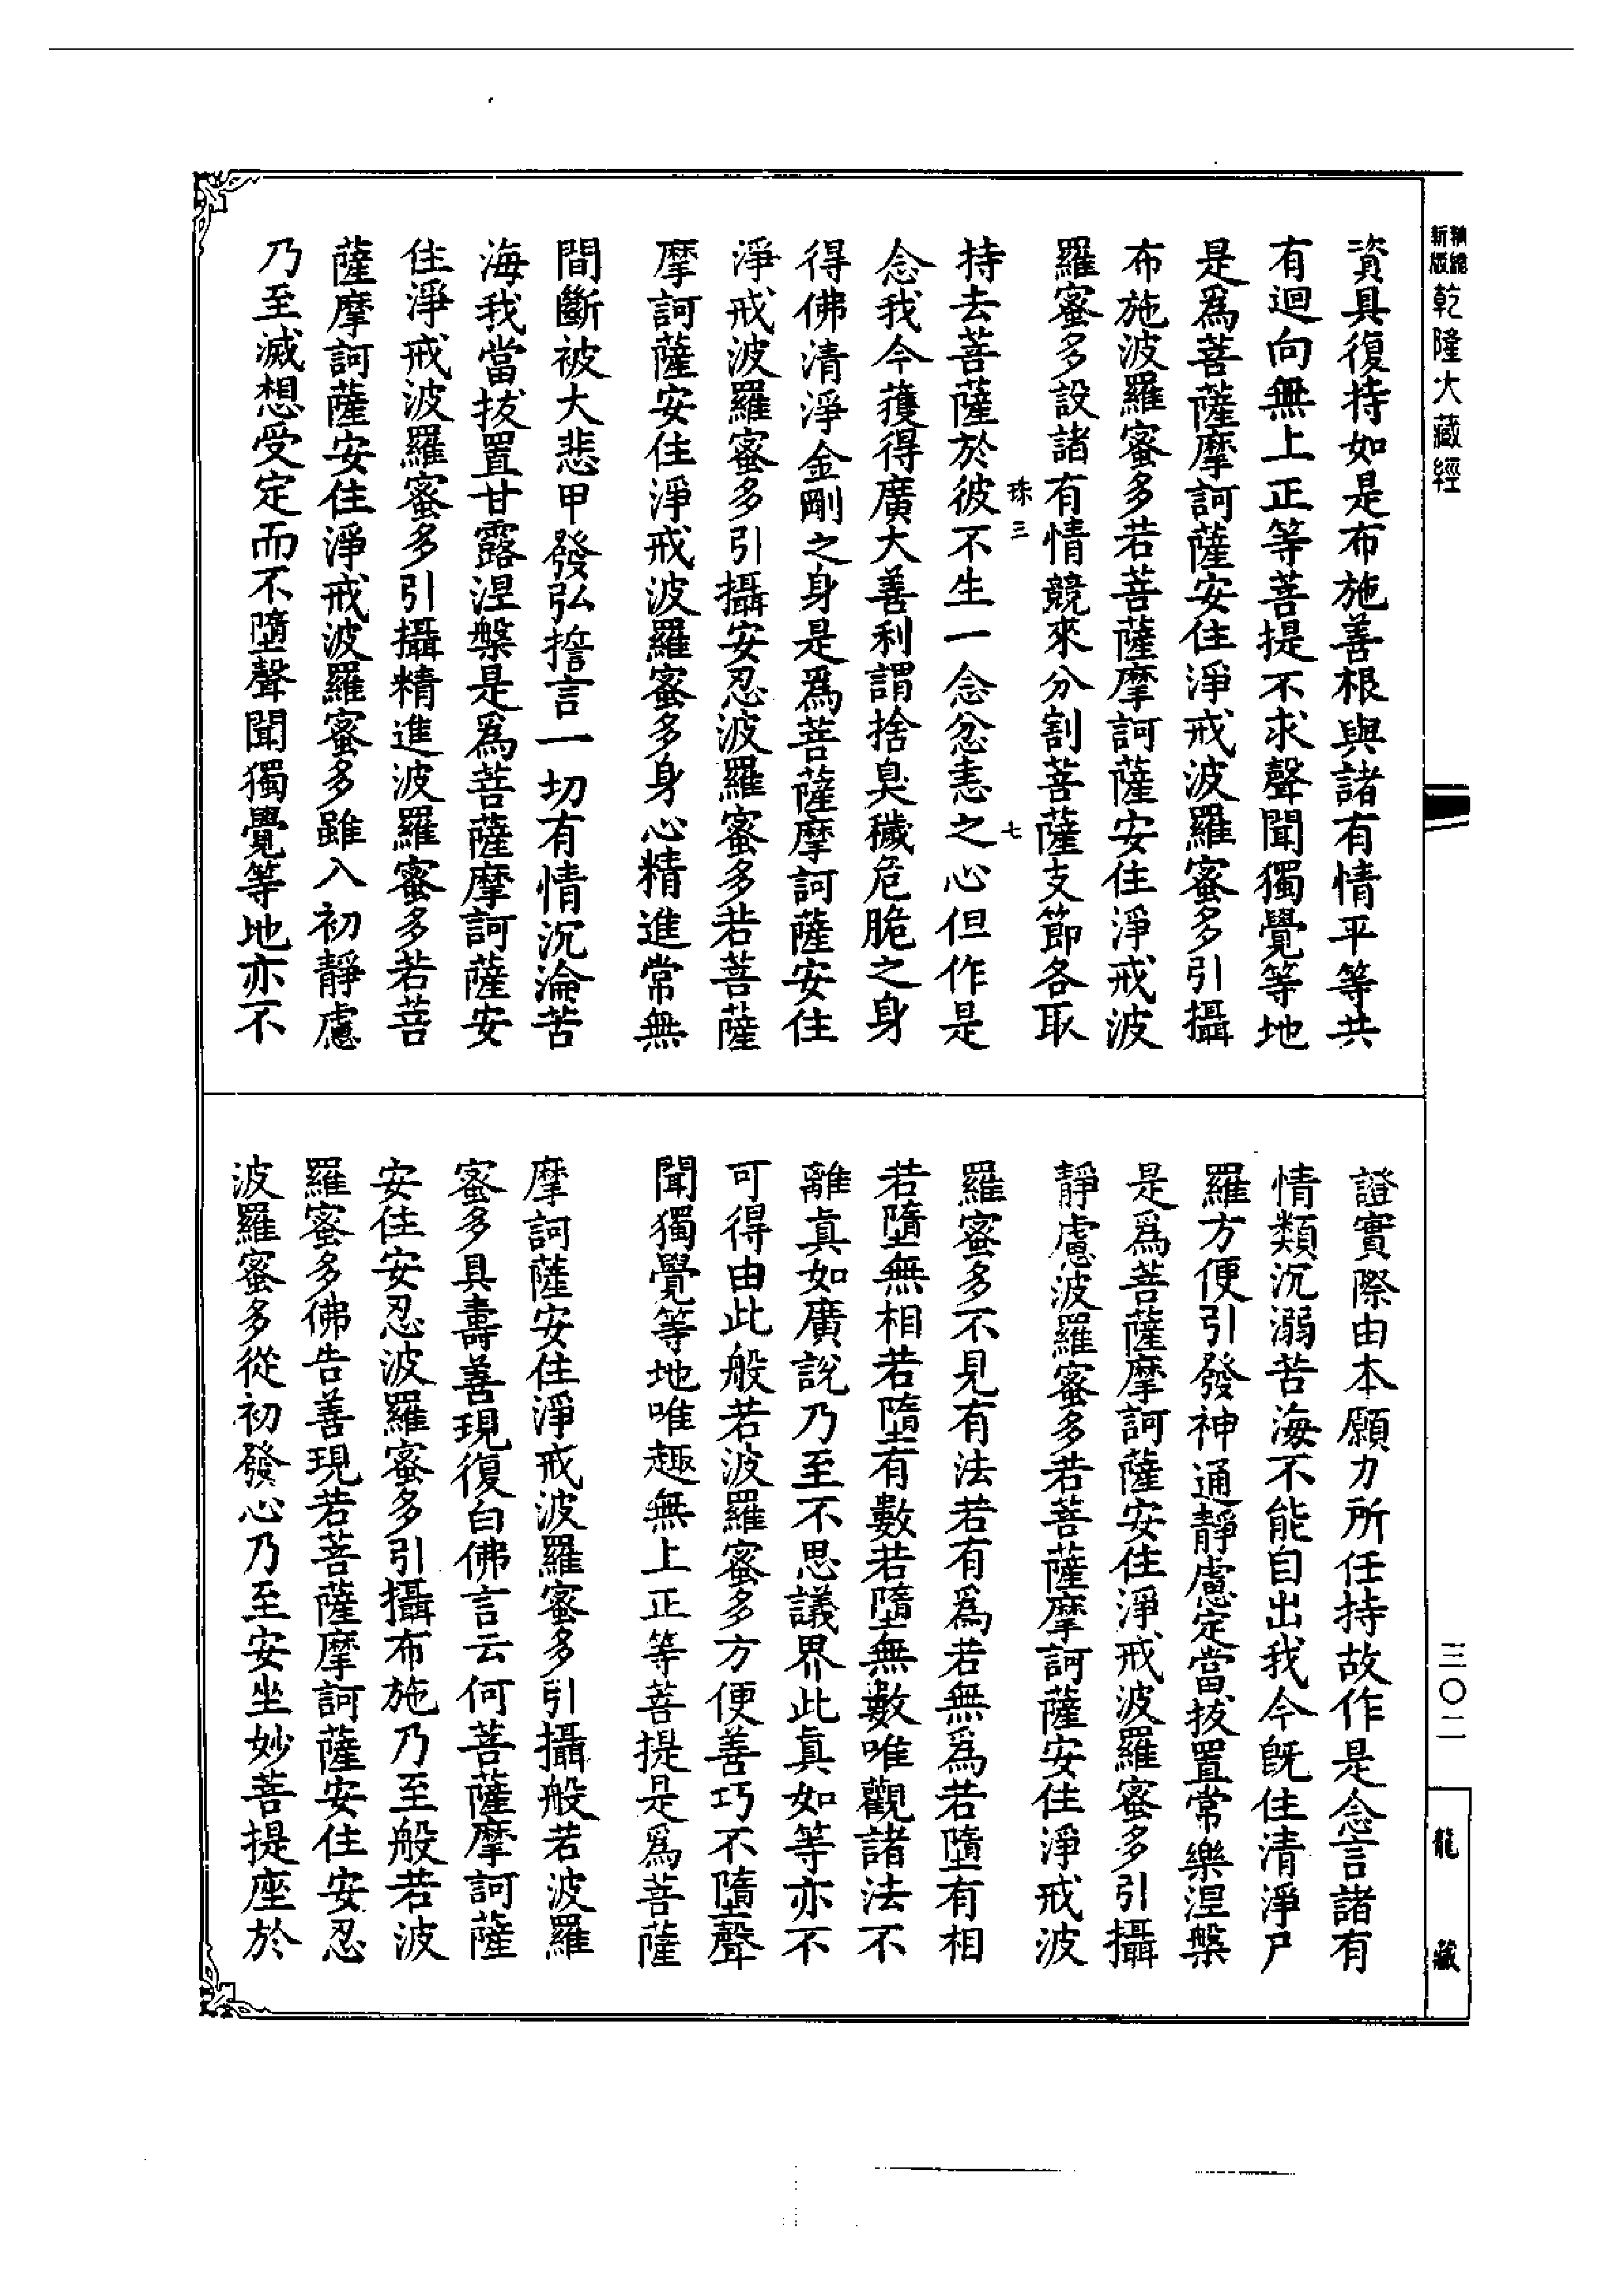 新版精縮乾隆大藏經
資具復持如是布施善根與諸有情平等共
有迴向無上正等菩提不求聲聞獨覺等地
是爲菩薩摩訶薩安住淨戒波羅蜜多引攝
布施波羅蜜多若菩薩摩訶薩安住淨戒波
羅蜜多設諸有情競來分割菩薩支節各取
三 七
持去菩薩於彼不生一念忿恚之心但作是
念我今獲得廣大善利謂捨臭穢危脆之身
得佛清淨金剛之身是爲菩薩摩訶薩安住
淨戒波羅蜜多引攝安忍波羅蜜多若菩薩
摩訶薩安住淨戒波羅蜜多身心精進常無
間斷被大悲甲發弘誓言一切有情沉淪苦
海我當拔置甘露涅槃是爲菩薩摩訶薩安
住淨戒波羅蜜多引攝精進波羅蜜多若菩
薩摩訶薩安住淨戒波羅蜜多雖入初靜慮
乃至滅想受定而不墮聲聞獨覺等地亦不
證實際由本願力所任持故作是念言諸有
情類沉溺苦海不能自出我今既住清淨尸
羅方便引發神通靜慮定當拔置常樂涅槃
是爲菩薩摩訶薩安住淨戒波羅蜜多引攝
靜慮波羅蜜多若菩薩摩訶薩安住淨戒波
羅蜜多不見有法若有爲若無爲若墮有相
若墮無相若墮有數若墮無數唯觀諸法不
離真如廣說乃至不思議界此真如等亦不
可得由此般若波羅蜜多方便善巧不墮聲
聞獨覺等地唯趣無上正等菩提是爲菩薩
摩訶薩安住淨戒波羅蜜多引攝般若波羅
蜜多具壽善現復白佛言云何菩薩摩訶薩
安住安忍波羅蜜多引攝布施乃至般若波
羅蜜多佛告善現若菩薩摩訶薩安住安忍
波羅蜜多從初發心乃至安坐妙菩提座於
三〇二
龍藏